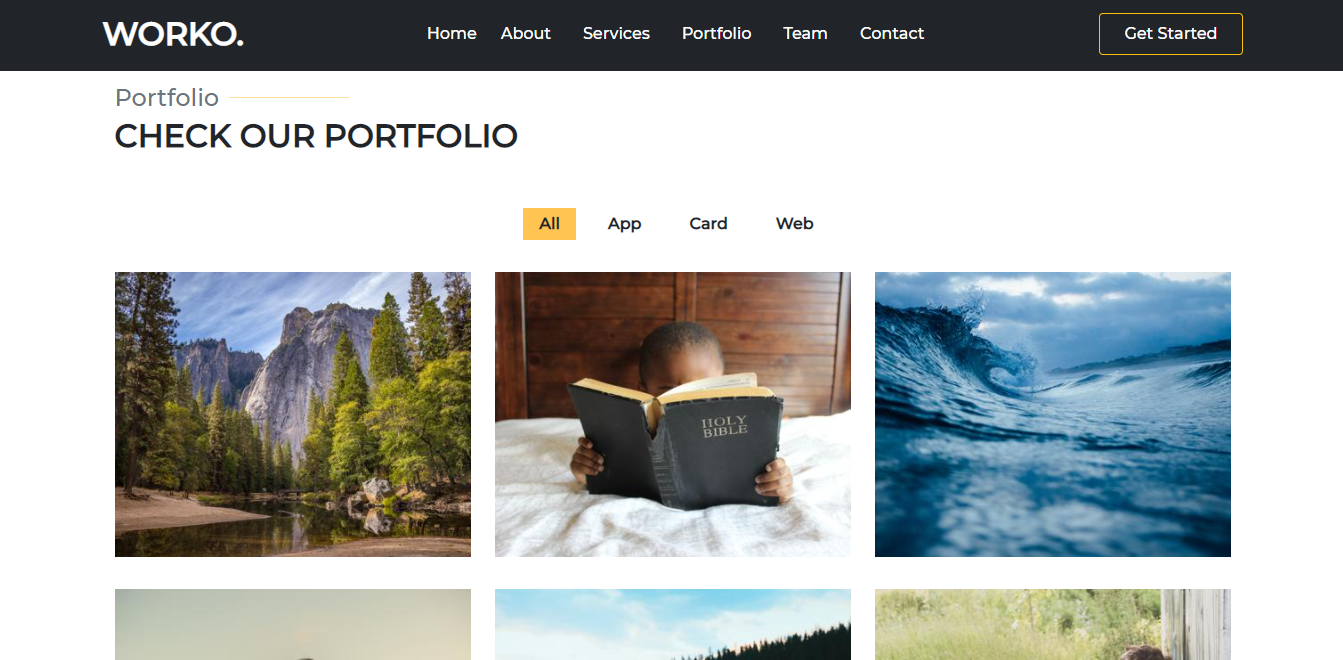 WORKO.
Home About Services Portfolio Team Contact
Get Started
Portfolio
CHECK OUR PORTFOLIO
All App Card Web
HOLY
BIBLE